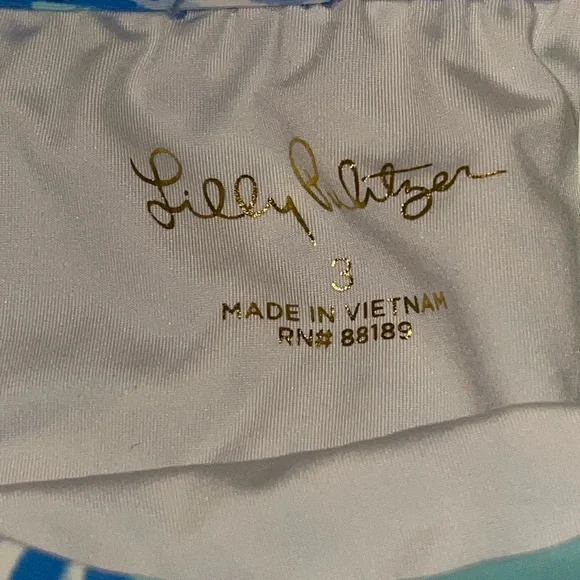 Lilly Pulitzer
3
MADE IN VIETNAM
RN# 88189